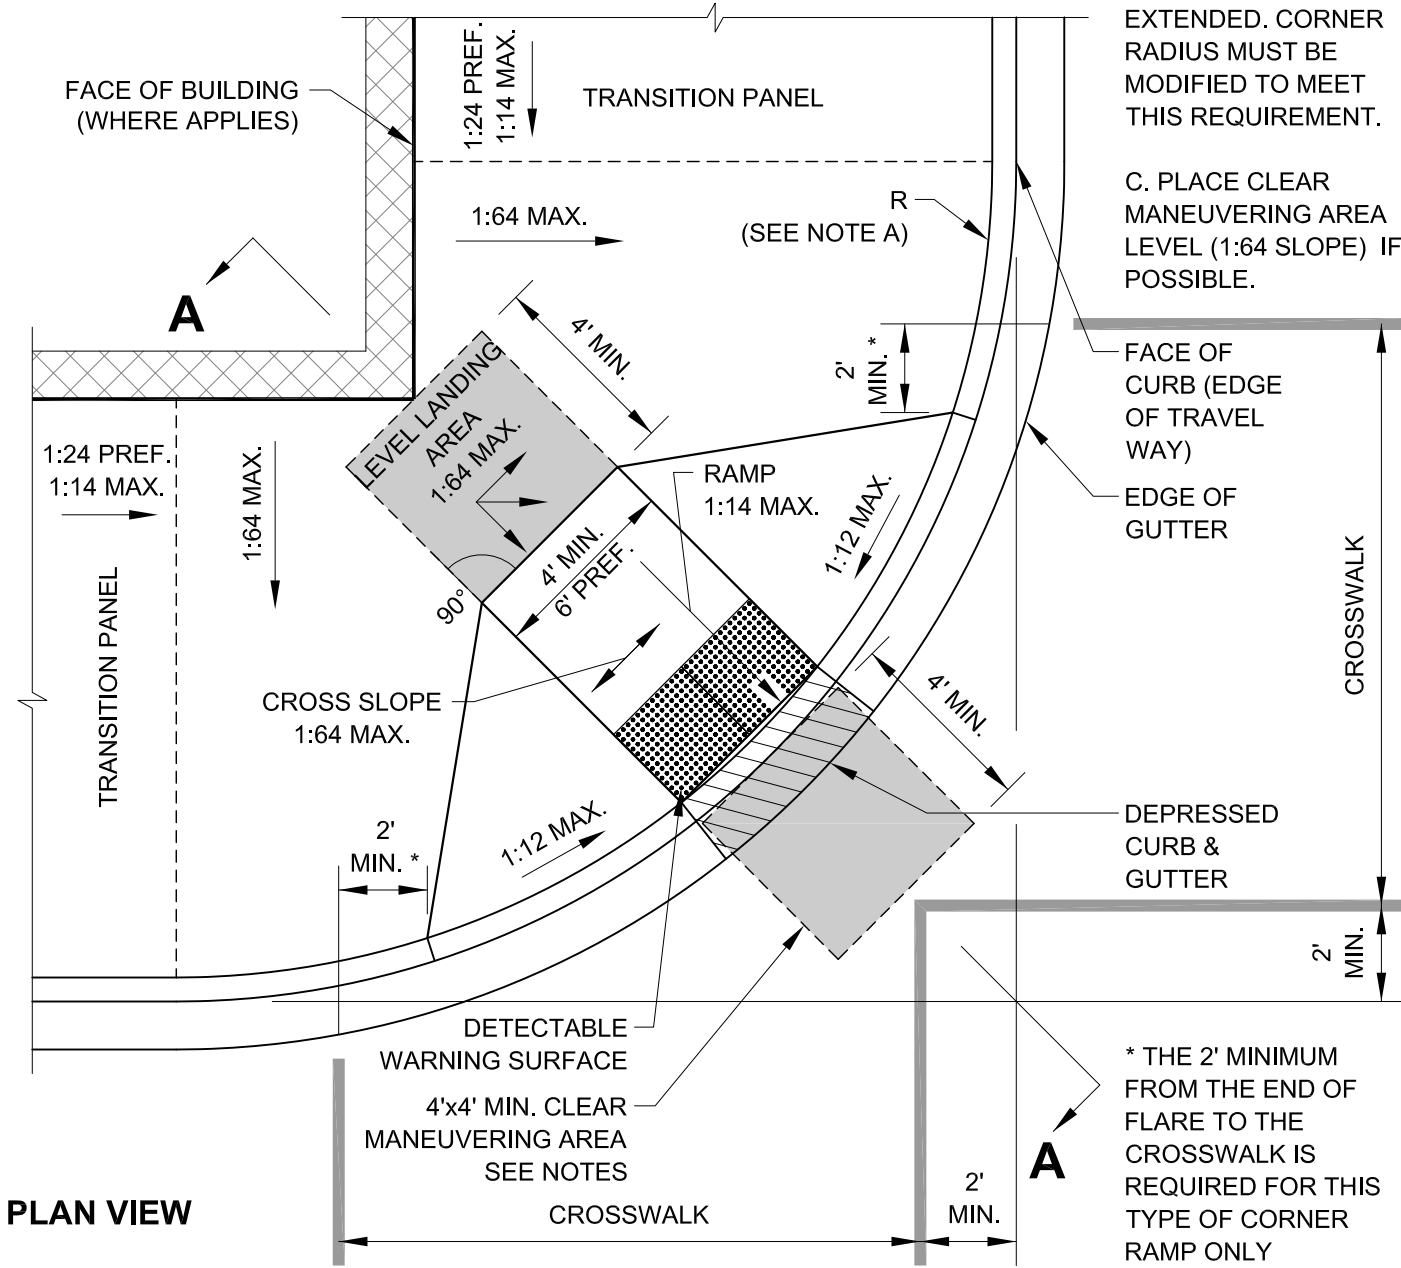 EXTENDED. CORNER
RADIUS MUST BE
MODIFIED TO MEET
THIS REQUIREMENT.
C. PLACE CLEAR
MANEUVERING AREA
LEVEL (1:64 SLOPE) IF
POSSIBLE.
1:24 PREF.
1:14 MAX.
TRANSITION PANEL
FACE OF BUILDING
(WHERE APPLIES)
1:64 MAX.
R
(SEE NOTE A)
A
4' MIN.
2'
MIN. *
FACE OF
CURB (EDGE
OF TRAVEL
WAY)
LEVEL LANDING
AREA
1:64 MAX.
1:24 PREF.
1:14 MAX.
1:64 MAX.
RAMP
1:14 MAX.
1:12 MAX.
EDGE OF
GUTTER
4' MIN.
6' PREF.
90°
CROSSWALK
TRANSITION PANEL
CROSS SLOPE
1:64 MAX.
4' MIN.
DEPRESSED
CURB &
GUTTER
1:12 MAX.
2'
MIN. *
2'
MIN.
DETECTABLE
WARNING SURFACE
4'x4' MIN. CLEAR
MANEUVERING AREA
SEE NOTES
* THE 2' MINIMUM
FROM THE END OF
FLARE TO THE
CROSSWALK IS
REQUIRED FOR THIS
TYPE OF CORNER
RAMP ONLY
A
2'
MIN.
CROSSWALK
PLAN VIEW